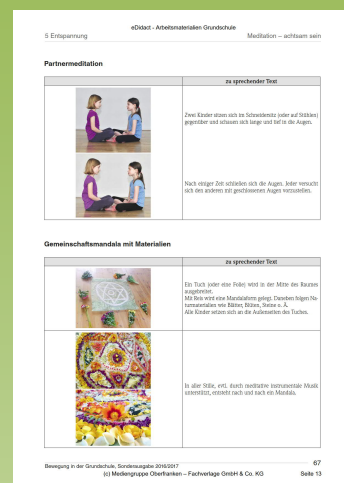 eDidact - Arbeitsmaterialien Grundschule
5 Entspannung
Meditation – achtsam sein
Partnermeditation
zu sprechender Text
Zwei Kinder sitzen sich im Schneidersitz (oder auf Stühlen)
gegenüber und schauen sich lange und tief in die Augen.
Nach einiger Zeit schließen sich die Augen. Jeder versucht
sich den anderen mit geschlossenen Augen vorzustellen.
Gemeinschaftsmandala mit Materialien
zu sprechender Text
Ein Tuch (oder eine Folie) wird in der Mitte des Raumes
ausgebreitet.
Mit Reis wird eine Mandalaform gelegt. Daneben folgen Na-
turmaterialien wie Blätter, Blüten, Steine o. Ä.
Alle Kinder setzen sich an die Außenseiten des Tuches.
In aller Stille, evtl. durch meditative instrumentale Musik
unterstützt, entsteht nach und nach ein Mandala.
67
Bewegung in der Grundschule, Sonderausgabe 2016/2017
(c) Mediengruppe Oberfranken – Fachverlage GmbH & Co. KG
Seite 13